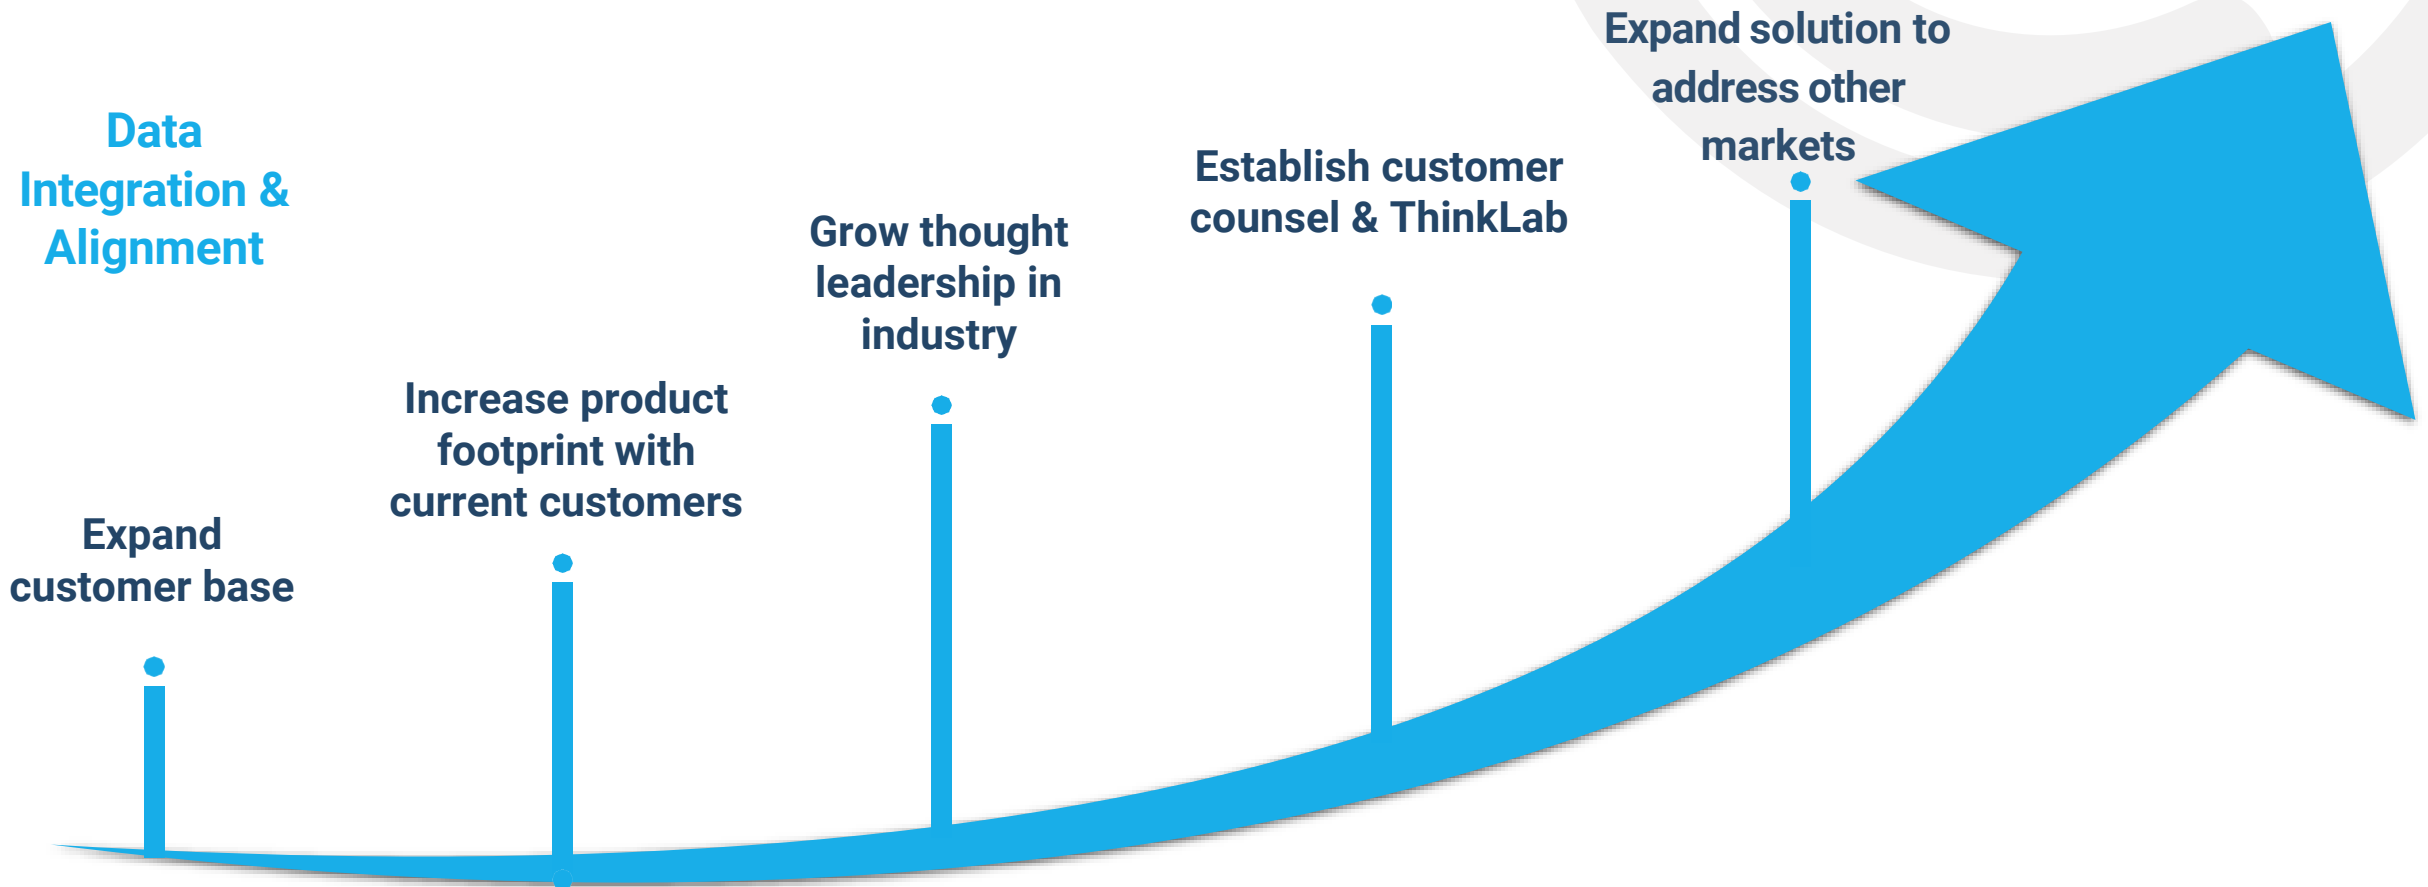 Data
Integration &
Alignment
Expand
customer base
Increase product
footprint with
current customers
Grow thought
leadership in
industry
Establish customer
counsel & ThinkLab
Expand solution to
address other
markets